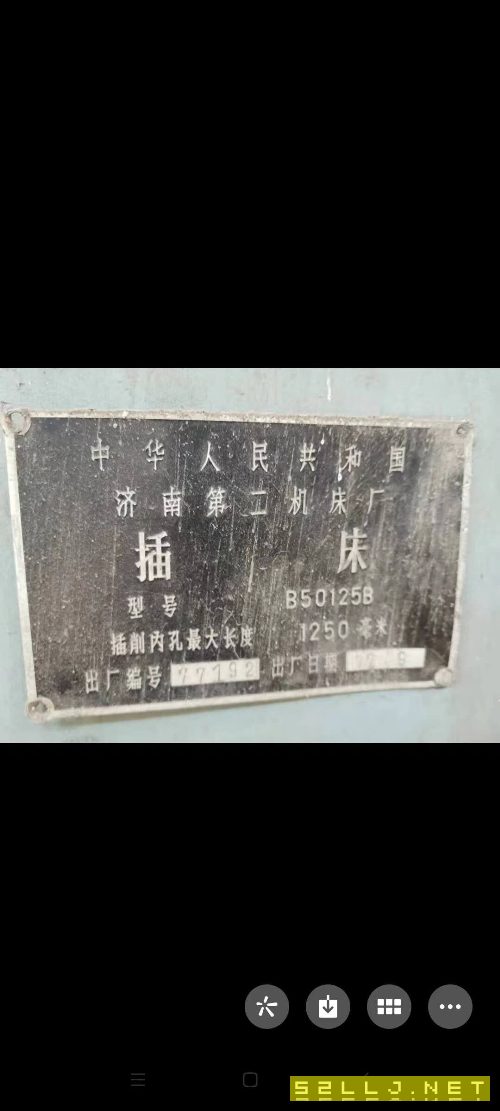 中华人民共和国
济南第二机床厂
插床
型号 B50125B
插削内孔最大长度 1250 毫米
出厂编号 77192 出厂日期
52LLJ.NET